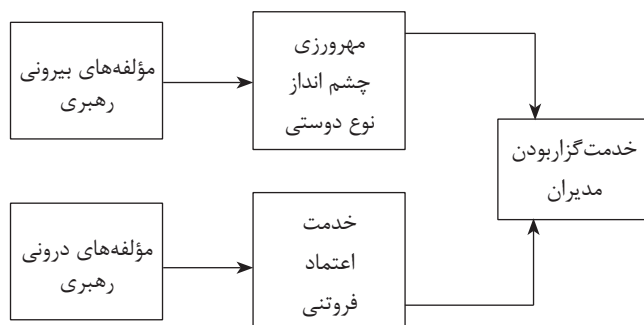 مؤلفه‌های بیرونی
رهبری
مهرورزی
چشم انداز
نوع دوستی
خدمت‌گزاربودن
مدیران
مؤلفه‌های درونی
رهبری
خدمت
اعتماد
فروتنی